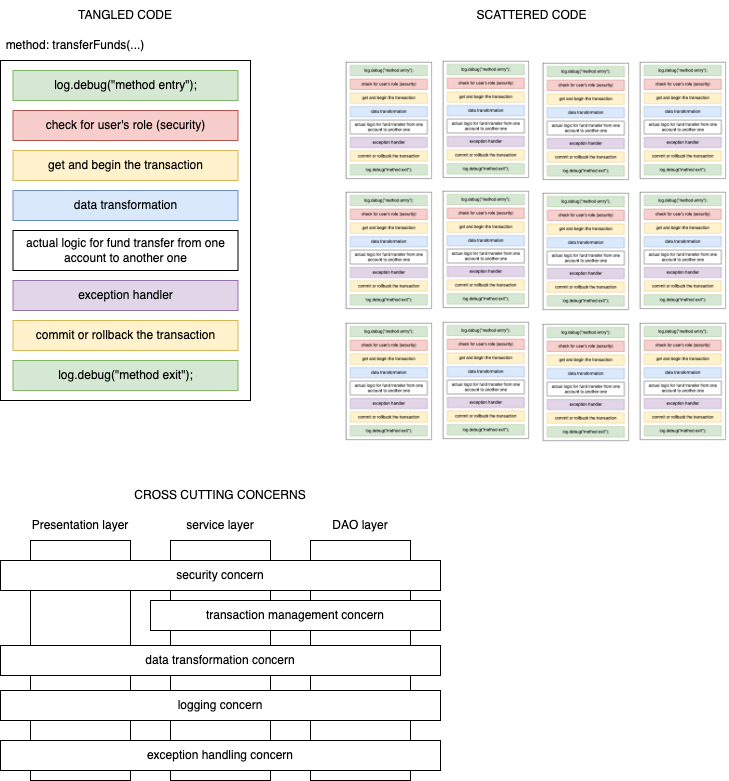 TANGLED CODE
method: transferFunds(...)
log.debug("method entry");
check for user's role (security)
get and begin the transaction
data transformation
actual logic for fund transfer from one
account to another one
exception handler
commit or rollback the transaction
log.debug("method exit");
SCATTERED CODE
log.debug("method entry");
check for user's role (security)
get and begin the transaction
data transformation
actual logic for fund transfer from one
account to another one
exception handler
commit or rollback the transaction
log.debug("method exit");
log.debug("method entry");
check for user's role (security)
get and begin the transaction
data transformation
actual logic for fund transfer from one
account to another one
exception handler
commit or rollback the transaction
log.debug("method exit");
log.debug("method entry");
check for user's role (security)
get and begin the transaction
data transformation
actual logic for fund transfer from one
account to another one
exception handler
commit or rollback the transaction
log.debug("method exit");
log.debug("method entry");
check for user's role (security)
get and begin the transaction
data transformation
actual logic for fund transfer from one
account to another one
exception handler
commit or rollback the transaction
log.debug("method exit");
log.debug("method entry");
check for user's role (security)
get and begin the transaction
data transformation
actual logic for fund transfer from one
account to another one
exception handler
commit or rollback the transaction
log.debug("method exit");
log.debug("method entry");
check for user's role (security)
get and begin the transaction
data transformation
actual logic for fund transfer from one
account to another one
exception handler
commit or rollback the transaction
log.debug("method exit");
log.debug("method entry");
check for user's role (security)
get and begin the transaction
data transformation
actual logic for fund transfer from one
account to another one
exception handler
commit or rollback the transaction
log.debug("method exit");
log.debug("method entry");
check for user's role (security)
get and begin the transaction
data transformation
actual logic for fund transfer from one
account to another one
exception handler
commit or rollback the transaction
log.debug("method exit");
log.debug("method entry");
check for user's role (security)
get and begin the transaction
data transformation
actual logic for fund transfer from one
account to another one
exception handler
commit or rollback the transaction
log.debug("method exit");
log.debug("method entry");
check for user's role (security)
get and begin the transaction
data transformation
actual logic for fund transfer from one
account to another one
exception handler
commit or rollback the transaction
log.debug("method exit");
log.debug("method entry");
check for user's role (security)
get and begin the transaction
data transformation
actual logic for fund transfer from one
account to another one
exception handler
commit or rollback the transaction
log.debug("method exit");
log.debug("method entry");
check for user's role (security)
get and begin the transaction
data transformation
actual logic for fund transfer from one
account to another one
exception handler
commit or rollback the transaction
log.debug("method exit");
CROSS CUTTING CONCERNS
Presentation layer
service layer
DAO layer
security concern
transaction management concern
data transformation concern
logging concern
exception handling concern